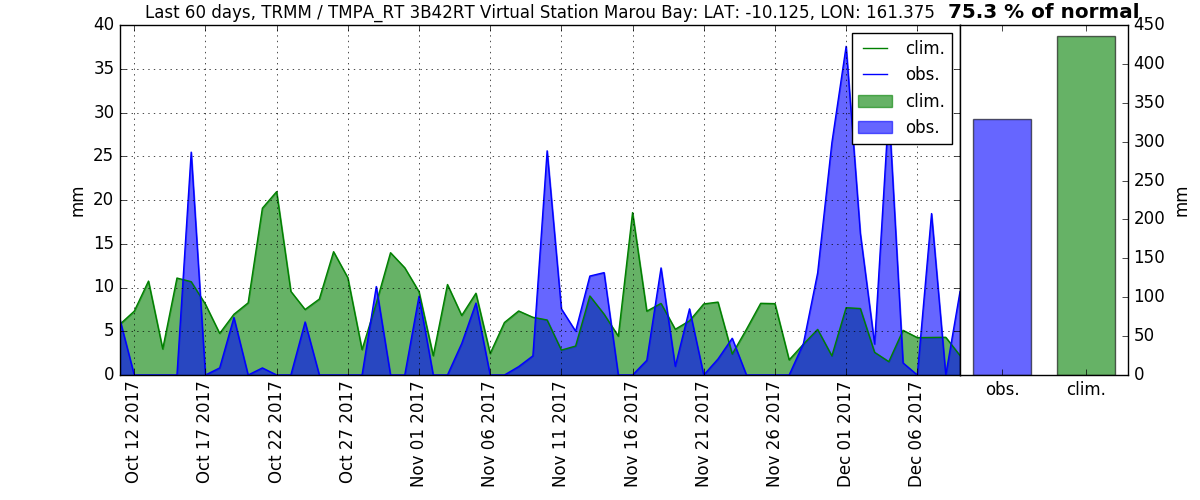 Last 60 days, TRMM / TMPA_RT 3B42RT Virtual Station Marou Bay: LAT: -10.125, LON: 161.375
75.3 % of normal
40
35
30
25
20
15
10
5
0
mm
clim.
obs.
clim.
obs.
450
400
350
300
250
200
150
100
50
0
mm
Oct 12 2017
Oct 17 2017
Oct 22 2017
Oct 27 2017
Nov 01 2017
Nov 06 2017
Nov 11 2017
Nov 16 2017
Nov 21 2017
Nov 26 2017
Dec 01 2017
Dec 06 2017
obs.
clim.